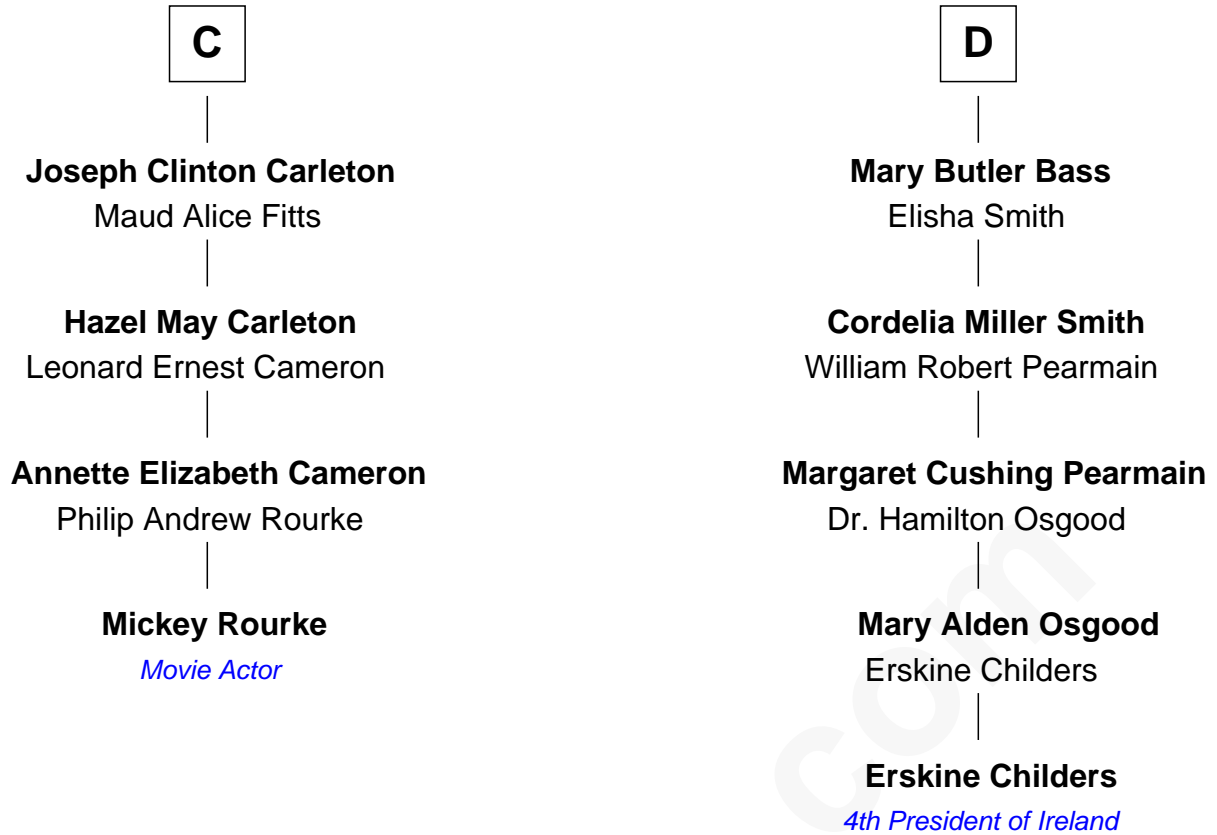 C
Joseph Clinton Carleton
Maud Alice Fitts
Hazel May Carleton
Leonard Ernest Cameron
Annette Elizabeth Cameron
Philip Andrew Rourke
Mickey Rourke
Movie Actor
D
Mary Butler Bass
Elisha Smith
Cordelia Miller Smith
William Robert Pearmain
Margaret Cushing Pearmain
Dr. Hamilton Osgood
Mary Alden Osgood
Erskine Childers
Erskine Childers
4th President of Ireland
com